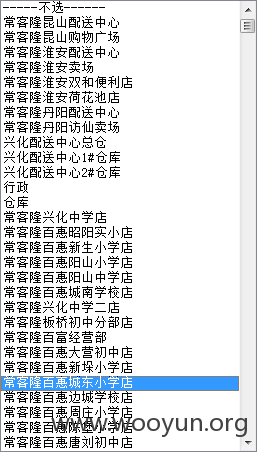 -----不选------
常客隆昆山配送中心
常客隆昆山购物广场
常客隆淮安配送中心
常客隆淮安卖场
常客隆淮安双和便利店
常客隆淮安荷花池店
常客隆丹阳配送中心
常客隆丹阳访仙卖场
兴化配送中心总仓
兴化配送中心1#仓库
兴化配送中心2#仓库
行政
仓库
常客隆兴化中学店
常客隆百惠昭阳实小店
常客隆百惠新生小学店
常客隆百惠阳山小学店
常客隆百惠阳山中学店
常客隆百惠城南学校店
常客隆兴化中学二店
常客隆板桥初中分部店
常客隆百富经营部
常客隆百惠大营初中店
常客隆百惠新垛小学店
常客隆百惠城东小学店
常客隆百惠边城学校店
常客隆百惠周庄小学店
常客隆百惠陈堡小学店
常客隆百惠唐刘初中店
www.wooyun.org